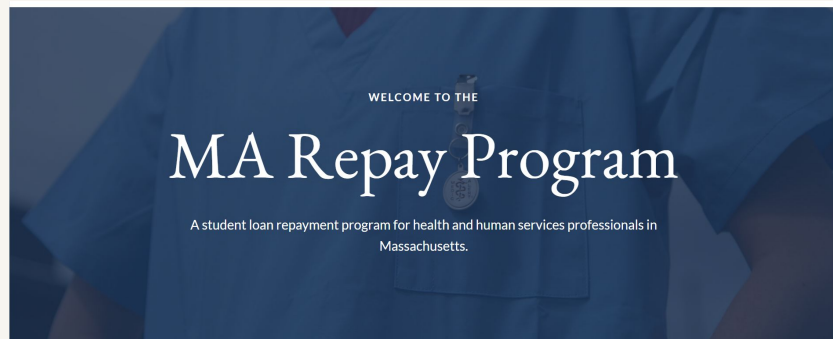 WELCOME TO THE
MA Repay Program
A student loan repayment program for health and human services professionals in
Massachusetts.